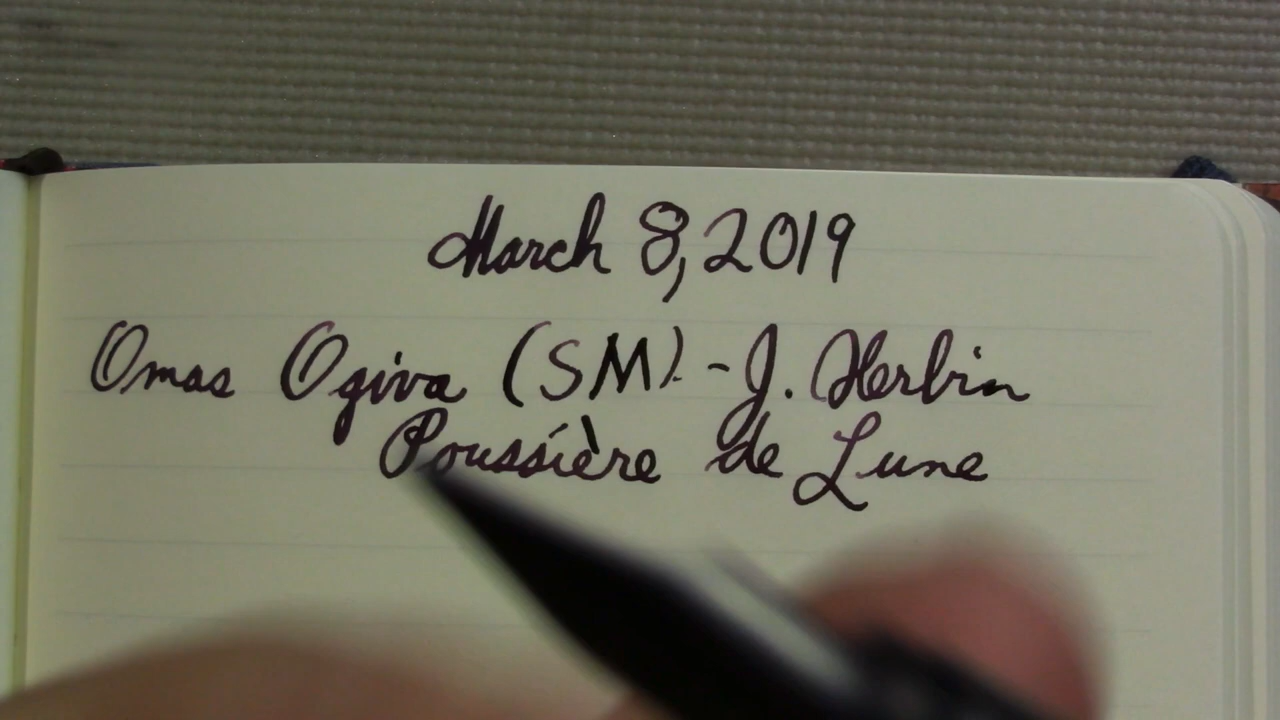 March 8, 2019
Omas Ogiva (SM) - J. Herbin
Poussière de Lune